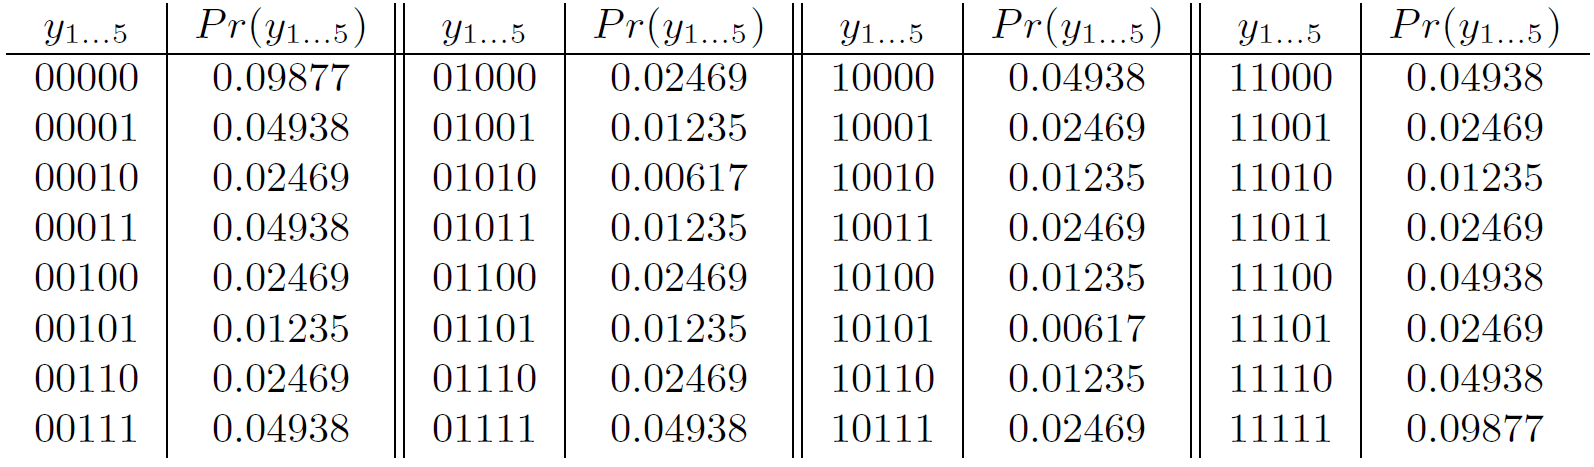 y₁…₅ Pr(y₁…₅) y₁…₅ Pr(y₁…₅) y₁…₅ Pr(y₁…₅) y₁…₅ Pr(y₁…₅)
00000 0.09877 01000 0.02469 10000 0.04938 11000 0.04938
00001 0.04938 01001 0.01235 10001 0.02469 11001 0.02469
00010 0.02469 01010 0.00617 10010 0.01235 11010 0.01235
00011 0.04938 01011 0.01235 10011 0.02469 11011 0.02469
00100 0.02469 01100 0.02469 10100 0.01235 11100 0.04938
00101 0.01235 01101 0.01235 10101 0.00617 11101 0.02469
00110 0.02469 01110 0.02469 10110 0.01235 11110 0.04938
00111 0.04938 01111 0.04938 10111 0.02469 11111 0.09877